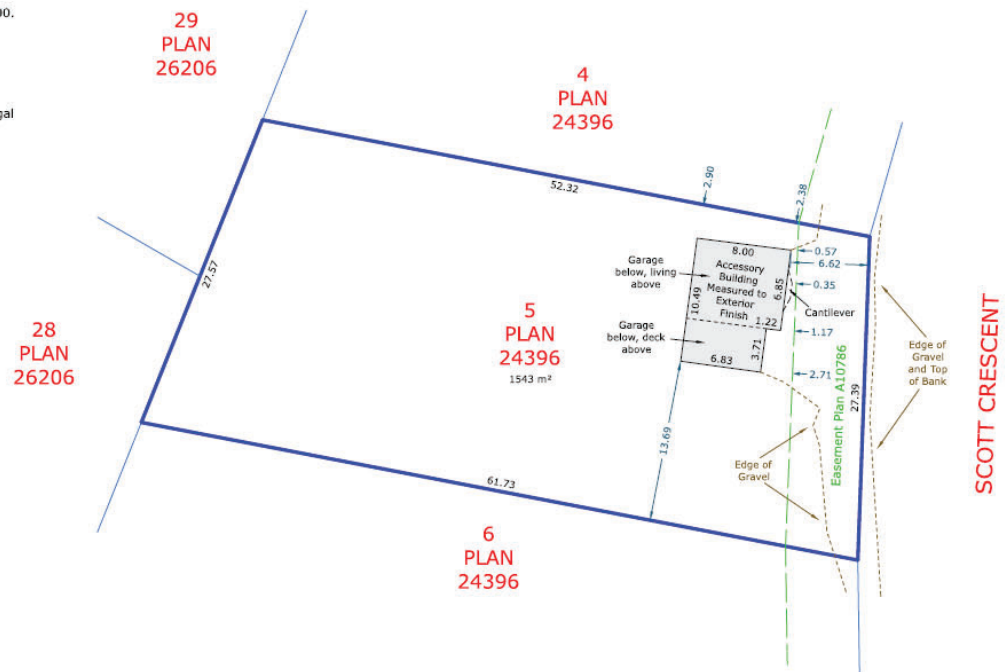 00.
gal
29
PLAN
26206
4
PLAN
24396
52.32
2.90
2.38
27.57
8.00
0.57
6.62
Garage
below, living
above
Accessory
Building
Measured to
Exterior
Finish
10.49
6.85
0.35
Cantilever
1.22
1.17
Garage
below, deck
above
3.71
6.83
2.71
28
PLAN
26206
5
PLAN
24396
1543 m²
Edge of
Gravel
and Top
of Bank
Easement Plan A10786
27.39
SCOTT CRESCENT
13.69
Edge of
Gravel
61.73
6
PLAN
24396